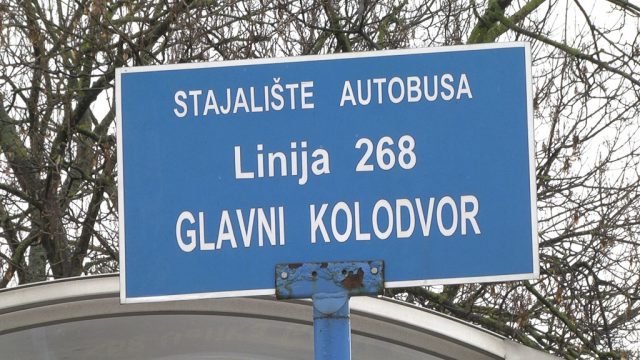 STAJALIŠTE AUTOBUSA
Linija 268
GLAVNI KOLODVOR